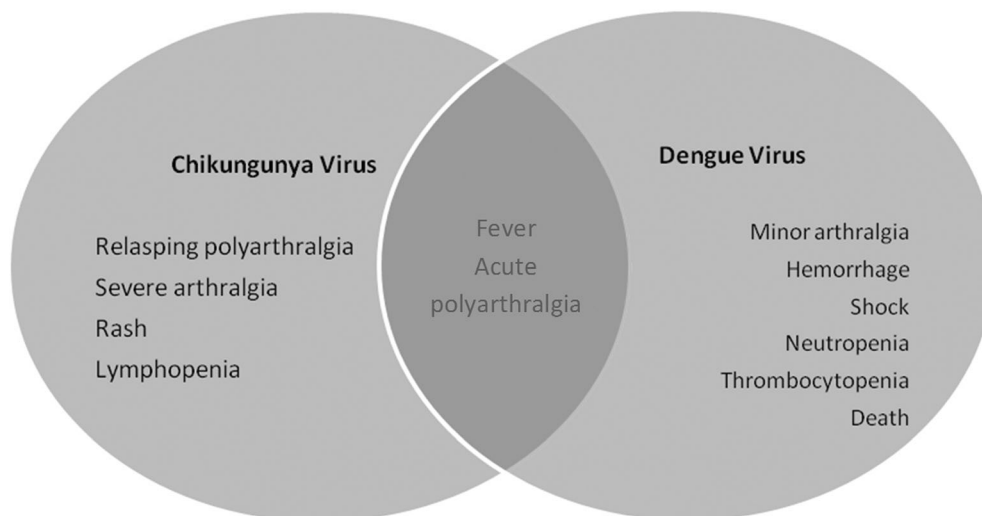 Chikungunya Virus
Relasping polyarthralgia
Severe arthralgia
Rash
Lymphopenia
Fever
Acute
polyarthralgia
Dengue Virus
Minor arthralgia
Hemorrhage
Shock
Neutropenia
Thrombocytopenia
Death